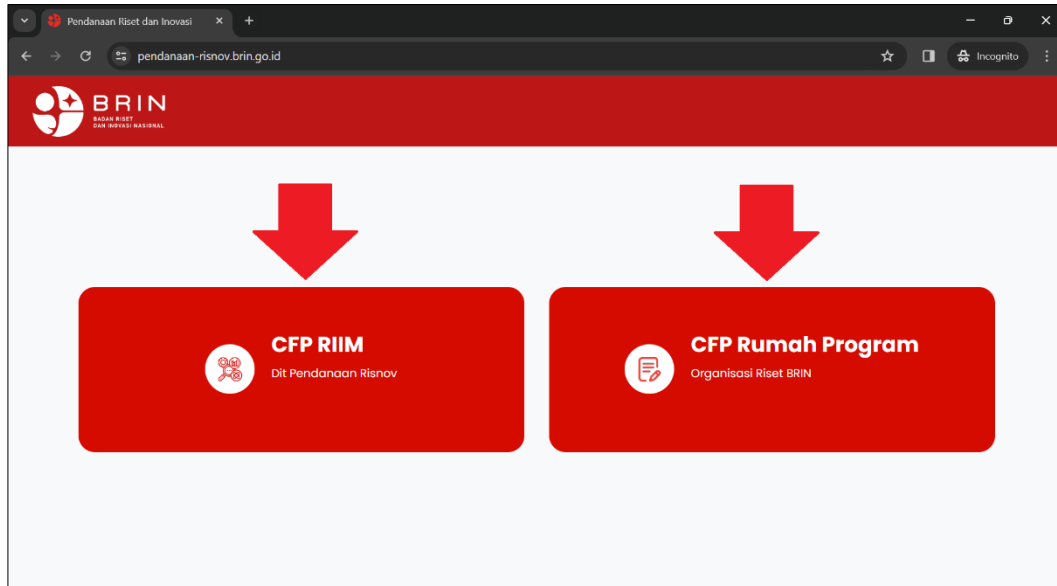 Pendanaan Riset dan Inovasi
pendanaan-risnov.brin.go.id
Incognito
BRIN
BADAN RISET
DAN INOVASI NASIONAL
CFP RIIM
Dit Pendanaan Risnov
CFP Rumah Program
Organisasi Riset BRIN